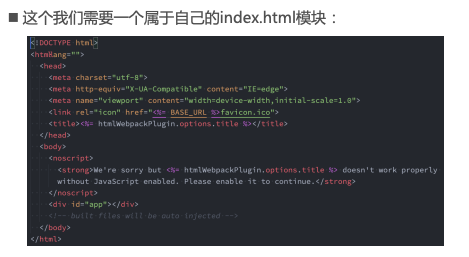 ■ 这个我们需要一个属于自己的index.html模块：
<!DOCTYPE html>
<html lang="">
<head>
<meta charset="utf-8">
<meta http-equiv="X-UA-Compatible" content="IE=edge">
<meta name="viewport" content="width=device-width,initial-scale=1.0">
<link rel="icon" href="<%= BASE_URL %>favicon.ico">
<title><%= htmlWebpackPlugin.options.title %></title>
</head>
<body>
<noscript>
<strong>We're sorry but <%= htmlWebpackPlugin.options.title %> doesn't work properly
without JavaScript enabled. Please enable it to continue.</strong>
</noscript>
<div id="app"></div>
<!-- built files will be auto injected -->
</body>
</html>